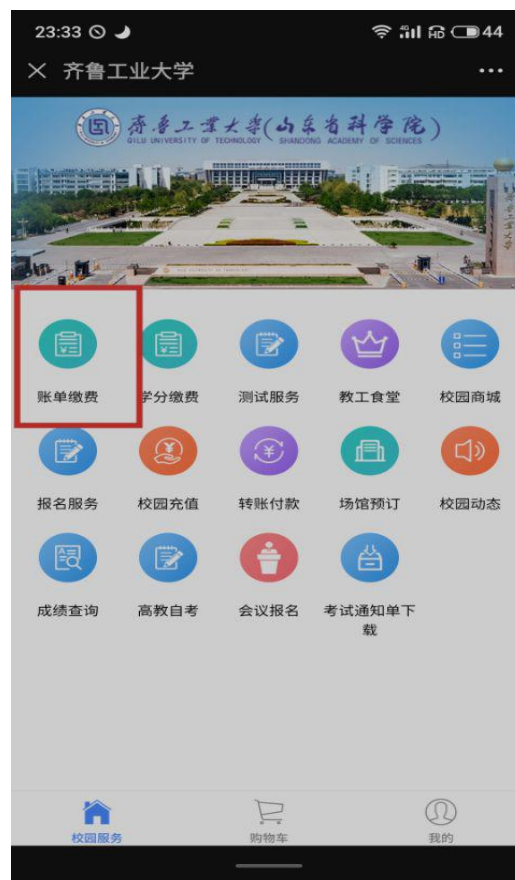 23:33
4G HD 44
齐鲁工业大学
齐鲁工业大学(山东省科学院)
QILU UNIVERSITY OF TECHNOLOGY SHANDONG ACADEMY OF SCIENCES
账单缴费 学分缴费 测试服务 教工食堂 校园商城
报名服务 校园充值 转账付款 场馆预订 校园动态
成绩查询 高教自考 会议报名 考试通知单下
载
校园服务 购物车 我的